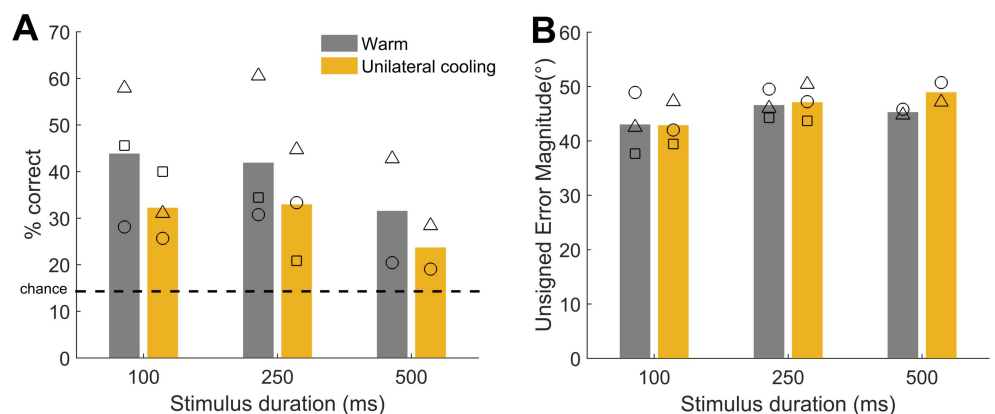 A
Warm
Unilateral cooling
70
60
50
40
30
20
10
0
% correct
chance
100 250 500
Stimulus duration (ms)
B
60
50
40
30
20
10
0
Unsigned Error Magnitude(°)
100 250 500
Stimulus duration (ms)